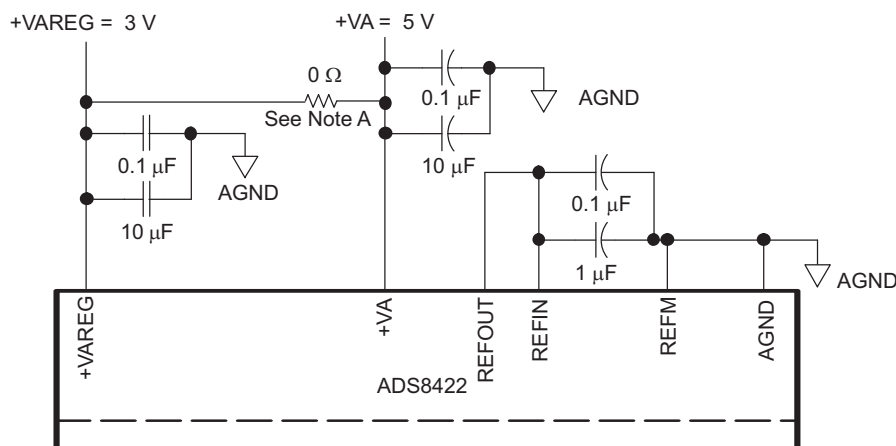 +VAREG = 3 V
+VA = 5 V
0 Ω
See Note A
0.1 μF
AGND
10 μF
0.1 μF
AGND
10 μF
0.1 μF
1 μF
AGND
+VAREG
+VA
REFOUT
REFIN
REFM
AGND
ADS8422